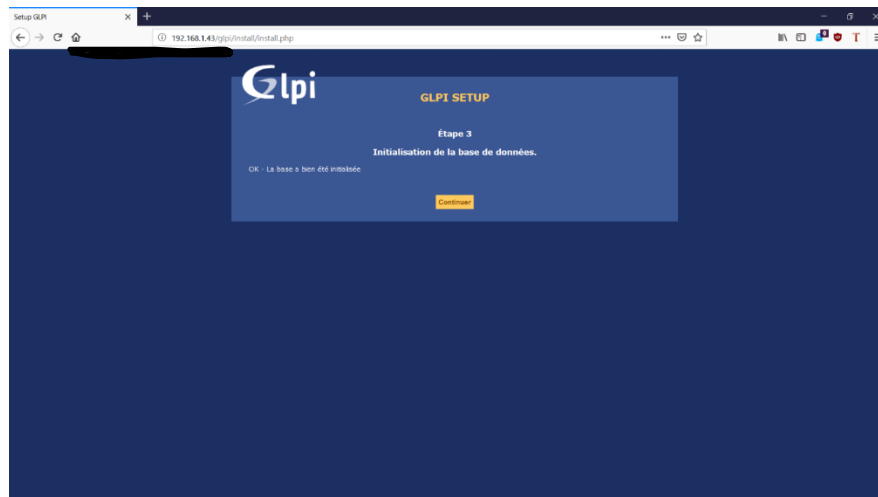 Setup GLPI
192.168.1.43/glpi/install/install.php
Glpi
GLPI SETUP
Étape 3
Initialisation de la base de données.
OK - La base a bien été initialisée
Continuer